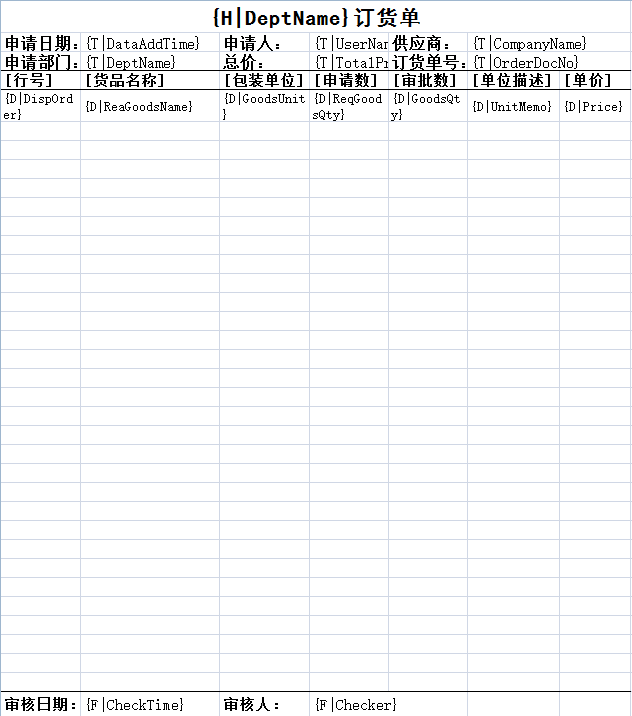 {H|DeptName}订货单
申请日期: {T|DataAddTime} 申请人: {T|UserNam 供应商: {T|CompanyName}
申请部门: {T|DeptName} 总价: {T|TotalPr 订货单号: {T|OrderDocNo}
[行号] [货品名称] [包装单位] [申请数] [审批数] [单位描述] [单价]
{D|DispOrder} {D|ReaGoodsName} {D|GoodsUnit} {D|ReqGoodsQty} {D|GoodsQty} {D|UnitMemo} {D|Price}
审核日期: {F|CheckTime} 审核人: {F|Checker}